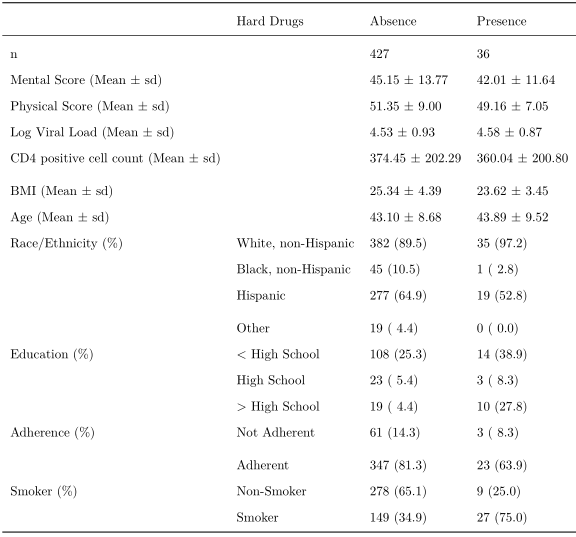 Hard Drugs Absence Presence
n 427 36
Mental Score (Mean ± sd) 45.15 ± 13.77 42.01 ± 11.64
Physical Score (Mean ± sd) 51.35 ± 9.00 49.16 ± 7.05
Log Viral Load (Mean ± sd) 4.53 ± 0.93 4.58 ± 0.87
CD4 positive cell count (Mean ± sd) 374.45 ± 202.29 360.04 ± 200.80
BMI (Mean ± sd) 25.34 ± 4.39 23.62 ± 3.45
Age (Mean ± sd) 43.10 ± 8.68 43.89 ± 9.52
Race/Ethnicity (%) White, non-Hispanic 382 (89.5) 35 (97.2)
Black, non-Hispanic 45 (10.5) 1 ( 2.8)
Hispanic 277 (64.9) 19 (52.8)
Other 19 ( 4.4) 0 ( 0.0)
Education (%) < High School 108 (25.3) 14 (38.9)
High School 23 ( 5.4) 3 ( 8.3)
> High School 19 ( 4.4) 10 (27.8)
Adherence (%) Not Adherent 61 (14.3) 3 ( 8.3)
Adherent 347 (81.3) 23 (63.9)
Smoker (%) Non-Smoker 278 (65.1) 9 (25.0)
Smoker 149 (34.9) 27 (75.0)